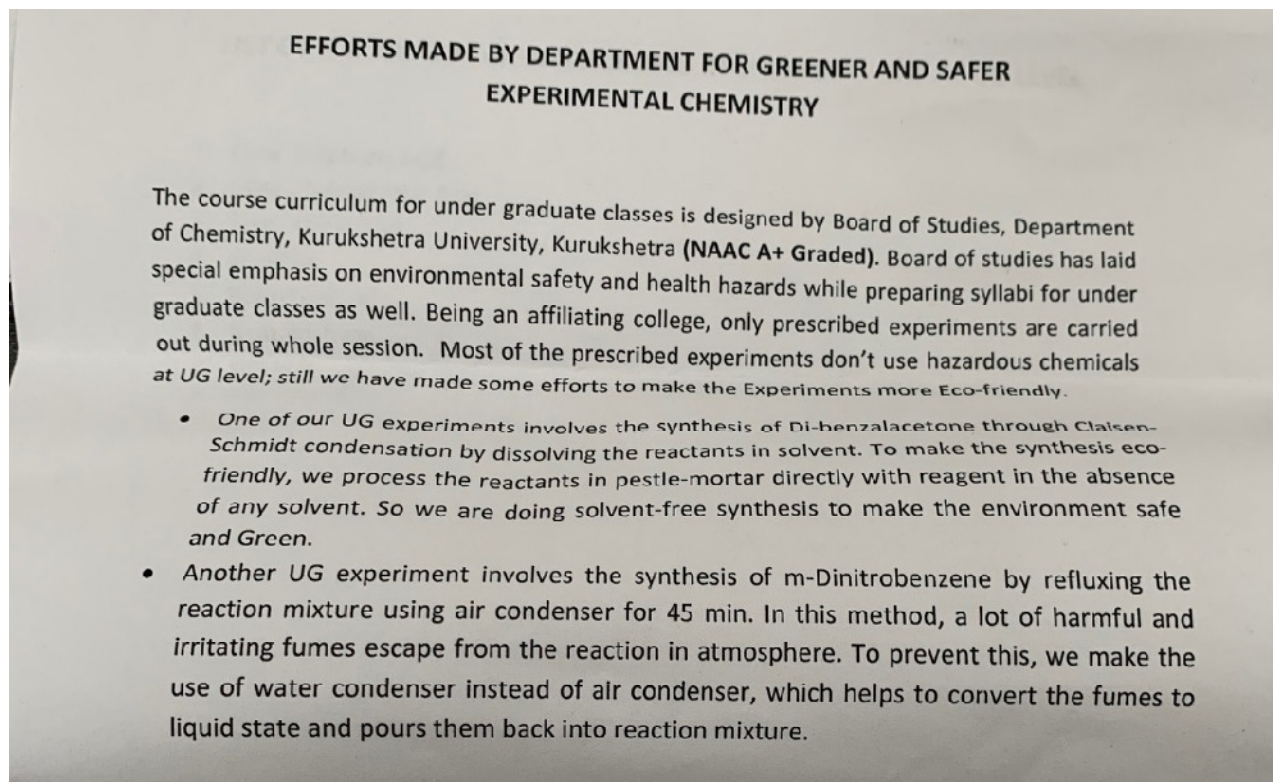 EFFORTS MADE BY DEPARTMENT FOR GREENER AND SAFER
EXPERIMENTAL CHEMISTRY
The course curriculum for under graduate classes is designed by Board of Studies, Department
of Chemistry, Kurukshetra University, Kurukshetra (NAAC A+ Graded). Board of studies has laid
special emphasis on environmental safety and health hazards while preparing syllabi for under
graduate classes as well. Being an affiliating college, only prescribed experiments are carried
out during whole session. Most of the prescribed experiments don't use hazardous chemicals
at UG level; still we have made some efforts to make the Experiments more Eco-friendly.
• One of our UG experiments involves the synthesis of Di-benzalacetone through Claisen-
Schmidt condensation by dissolving the reactants in solvent. To make the synthesis eco-
friendly, we process the reactants in pestle-mortar directly with reagent in the absence
of any solvent. So we are doing solvent-free synthesis to make the environment safe
and Green.
• Another UG experiment involves the synthesis of m-Dinitrobenzene by refluxing the
reaction mixture using air condenser for 45 min. In this method, a lot of harmful and
irritating fumes escape from the reaction in atmosphere. To prevent this, we make the
use of water condenser instead of air condenser, which helps to convert the fumes to
liquid state and pours them back into reaction mixture.